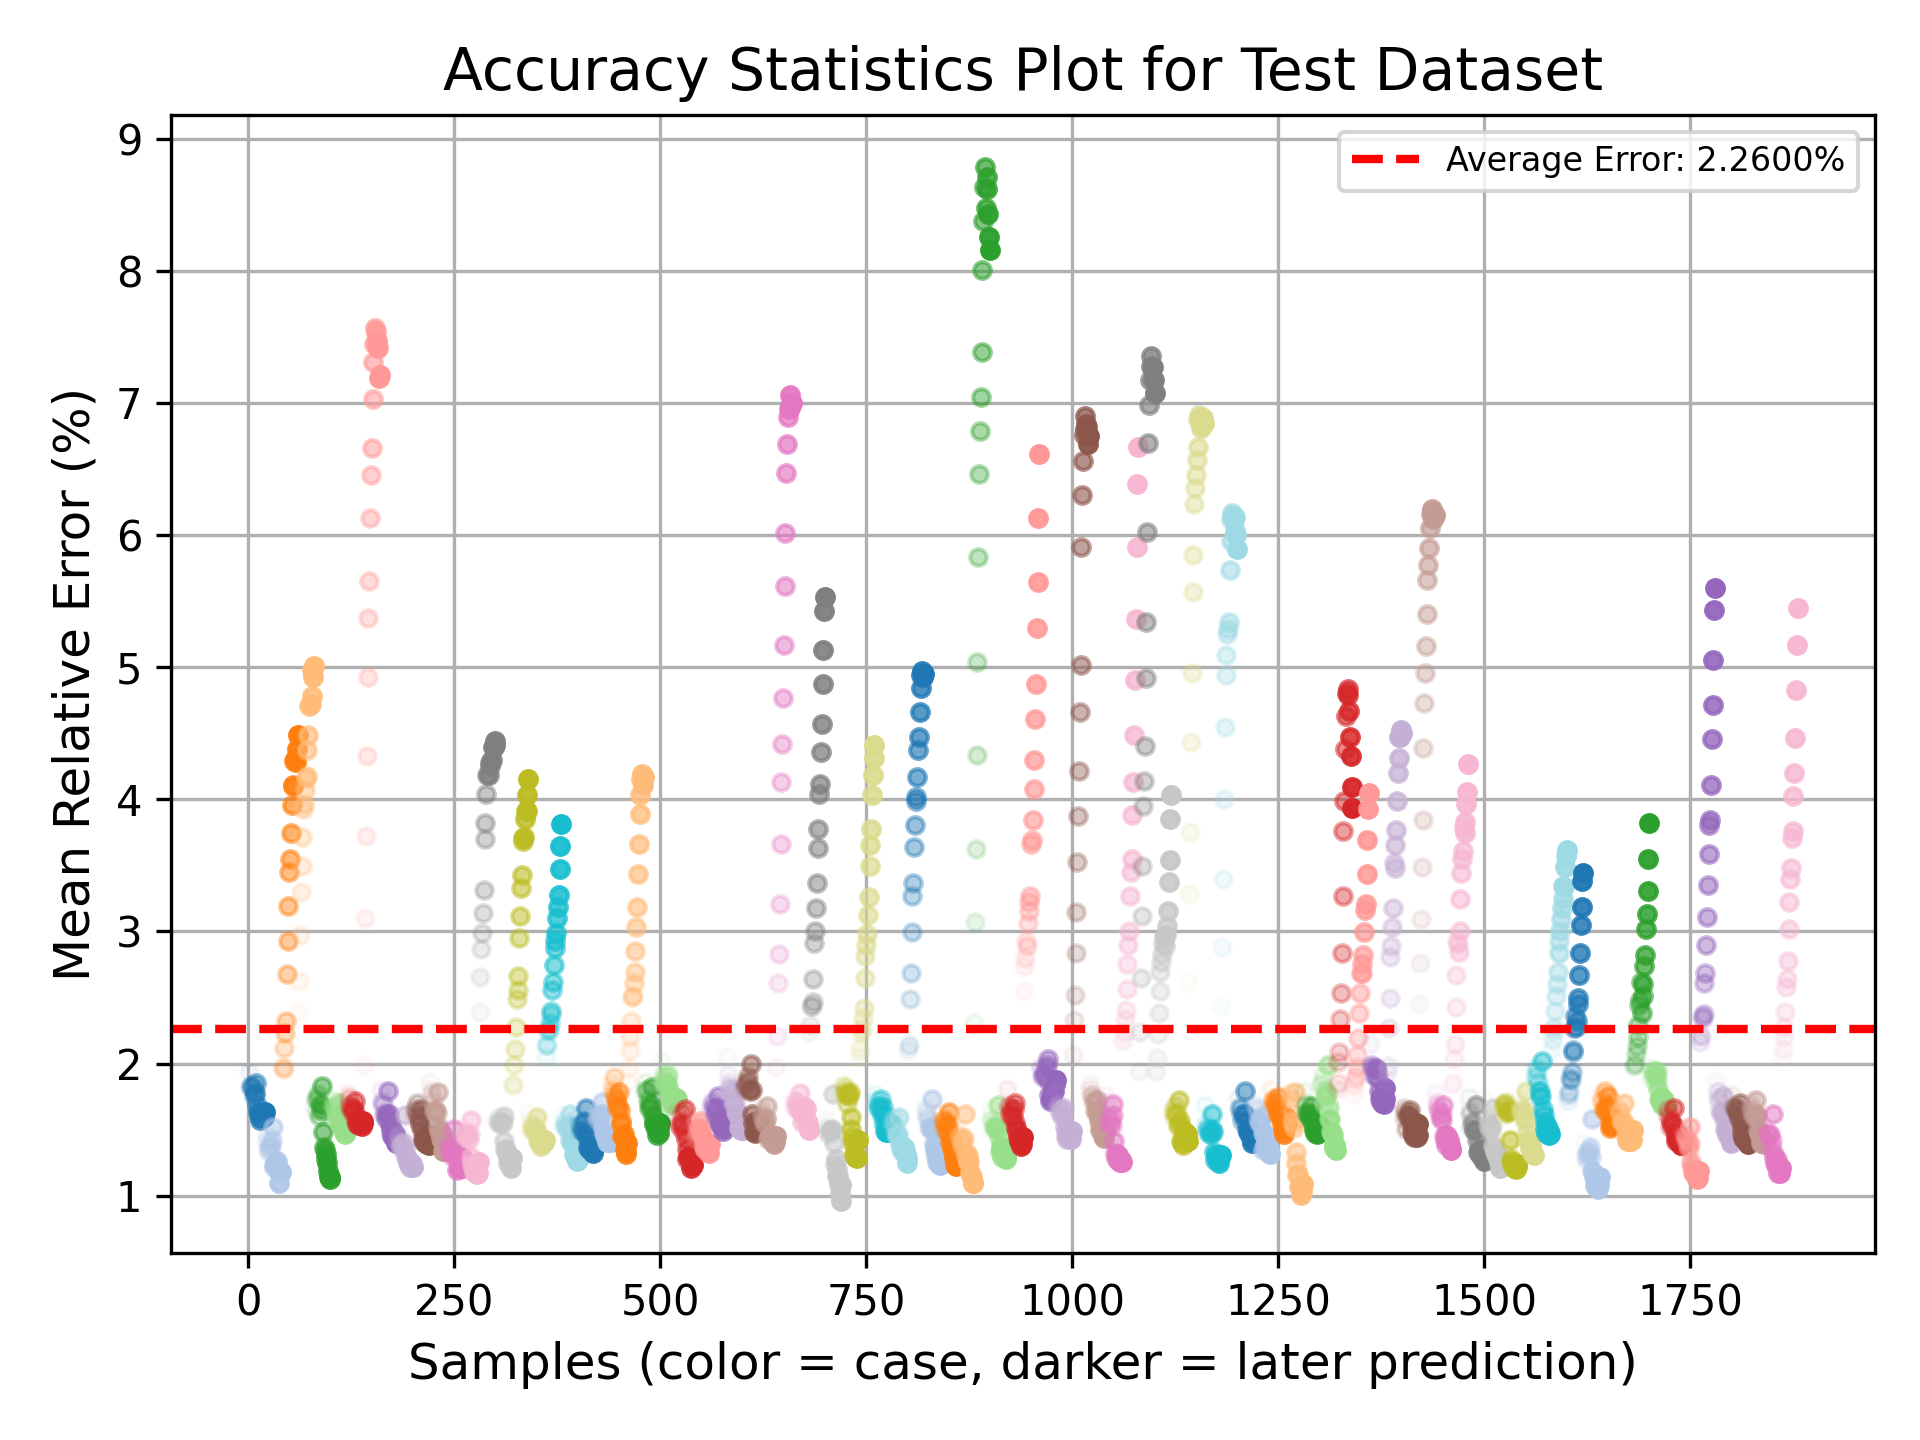 Accuracy Statistics Plot for Test Dataset
Average Error: 2.2600%
Mean Relative Error (%)
9
8
7
6
5
4
3
2
1
0 250 500 750 1000 1250 1500 1750
Samples (color = case, darker = later prediction)